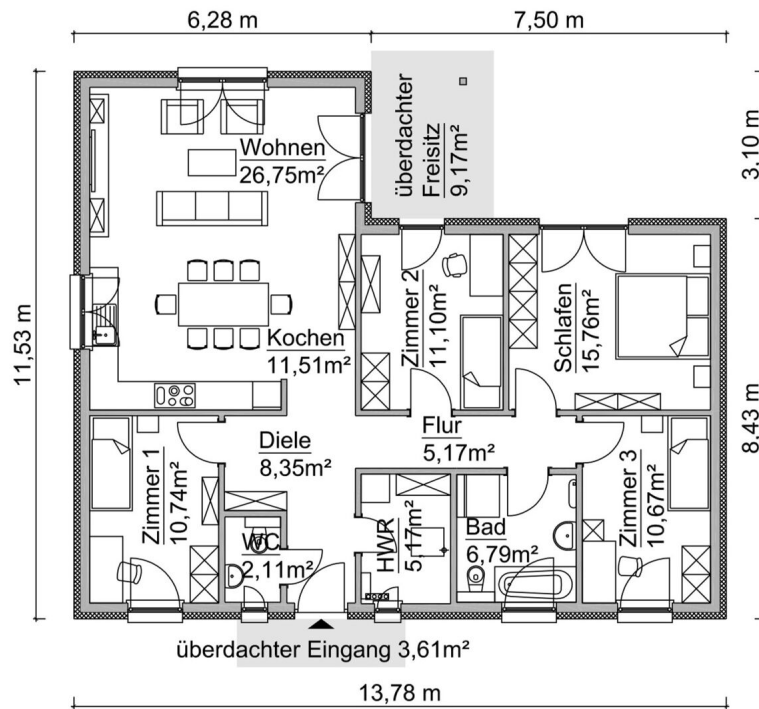 6,28 m
7,50 m
11,53 m
3,10 m
8,43 m
13,78 m
Wohnen
26,75m²
überdachter
Freisitz
9,17m²
Kochen
11,51m²
Zimmer 2
11,10m²
Schlafen
15,76m²
Zimmer 1
10,74m²
Diele
8,35m²
Flur
5,17m²
WC
2,11m²
HWR
5,17m²
Bad
6,79m²
Zimmer 3
10,67m²
überdachter Eingang 3,61m²